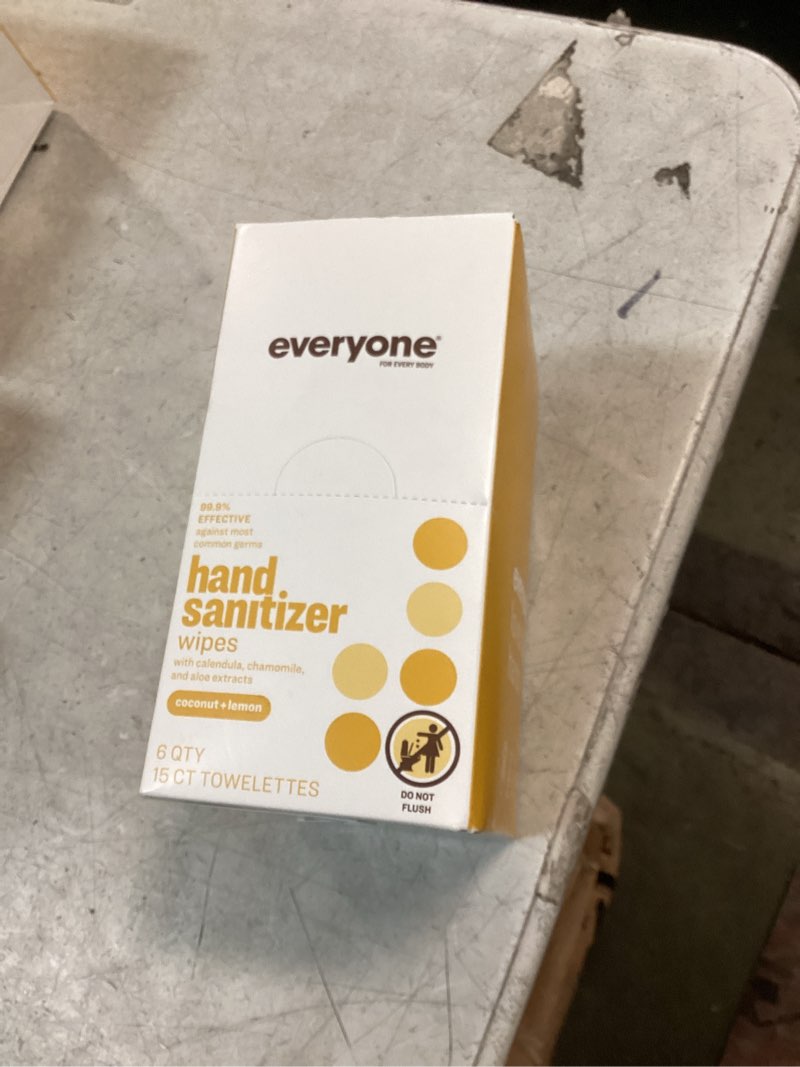 everyone®
FOR EVERY BODY
99.9%
EFFECTIVE
against most
common germs
hand
sanitizer
wipes
with calendula, chamomile,
and aloe extracts
coconut + lemon
6 QTY
15 CT TOWELETTES
DO NOT
FLUSH